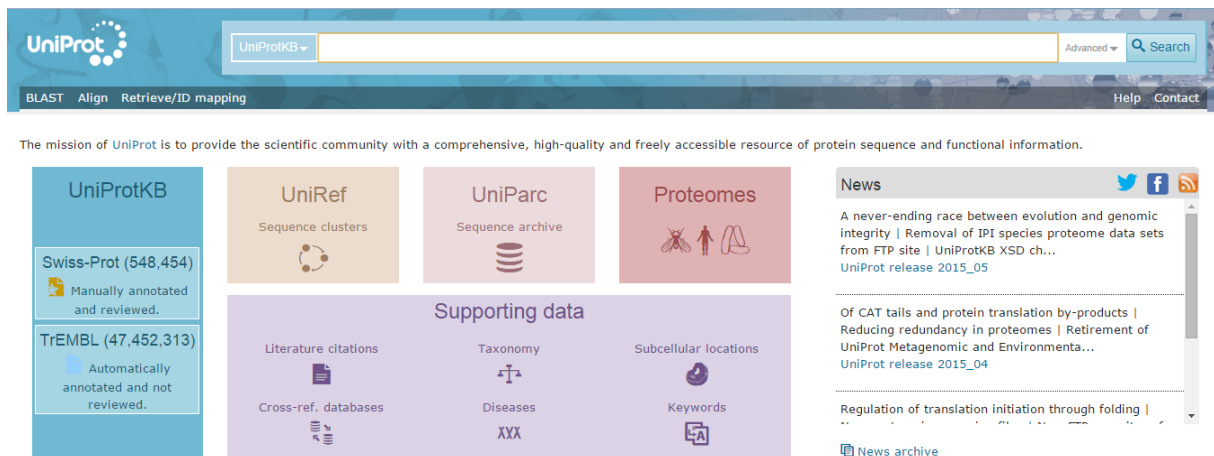 UniProt
UniProtKB
Advanced
Search
BLAST Align Retrieve/ID mapping
Help Contact
The mission of UniProt is to provide the scientific community with a comprehensive, high-quality and freely accessible resource of protein sequence and functional information.
UniProtKB
Swiss-Prot (548,454)
Manually annotated
and reviewed.
TrEMBL (47,452,313)
Automatically
annotated and not
reviewed.
UniRef
Sequence clusters
UniParc
Sequence archive
Proteomes
Supporting data
Literature citations
Taxonomy
Subcellular locations
Cross-ref. databases
Diseases
Keywords
News
A never-ending race between evolution and genomic
integrity | Removal of IPI species proteome data sets
from FTP site | UniProtKB XSD ch...
UniProt release 2015_05
Of CAT tails and protein translation by-products |
Reducing redundancy in proteomes | Retirement of
UniProt Metagenomic and Environmenta...
UniProt release 2015_04
Regulation of translation initiation through folding |
News archive